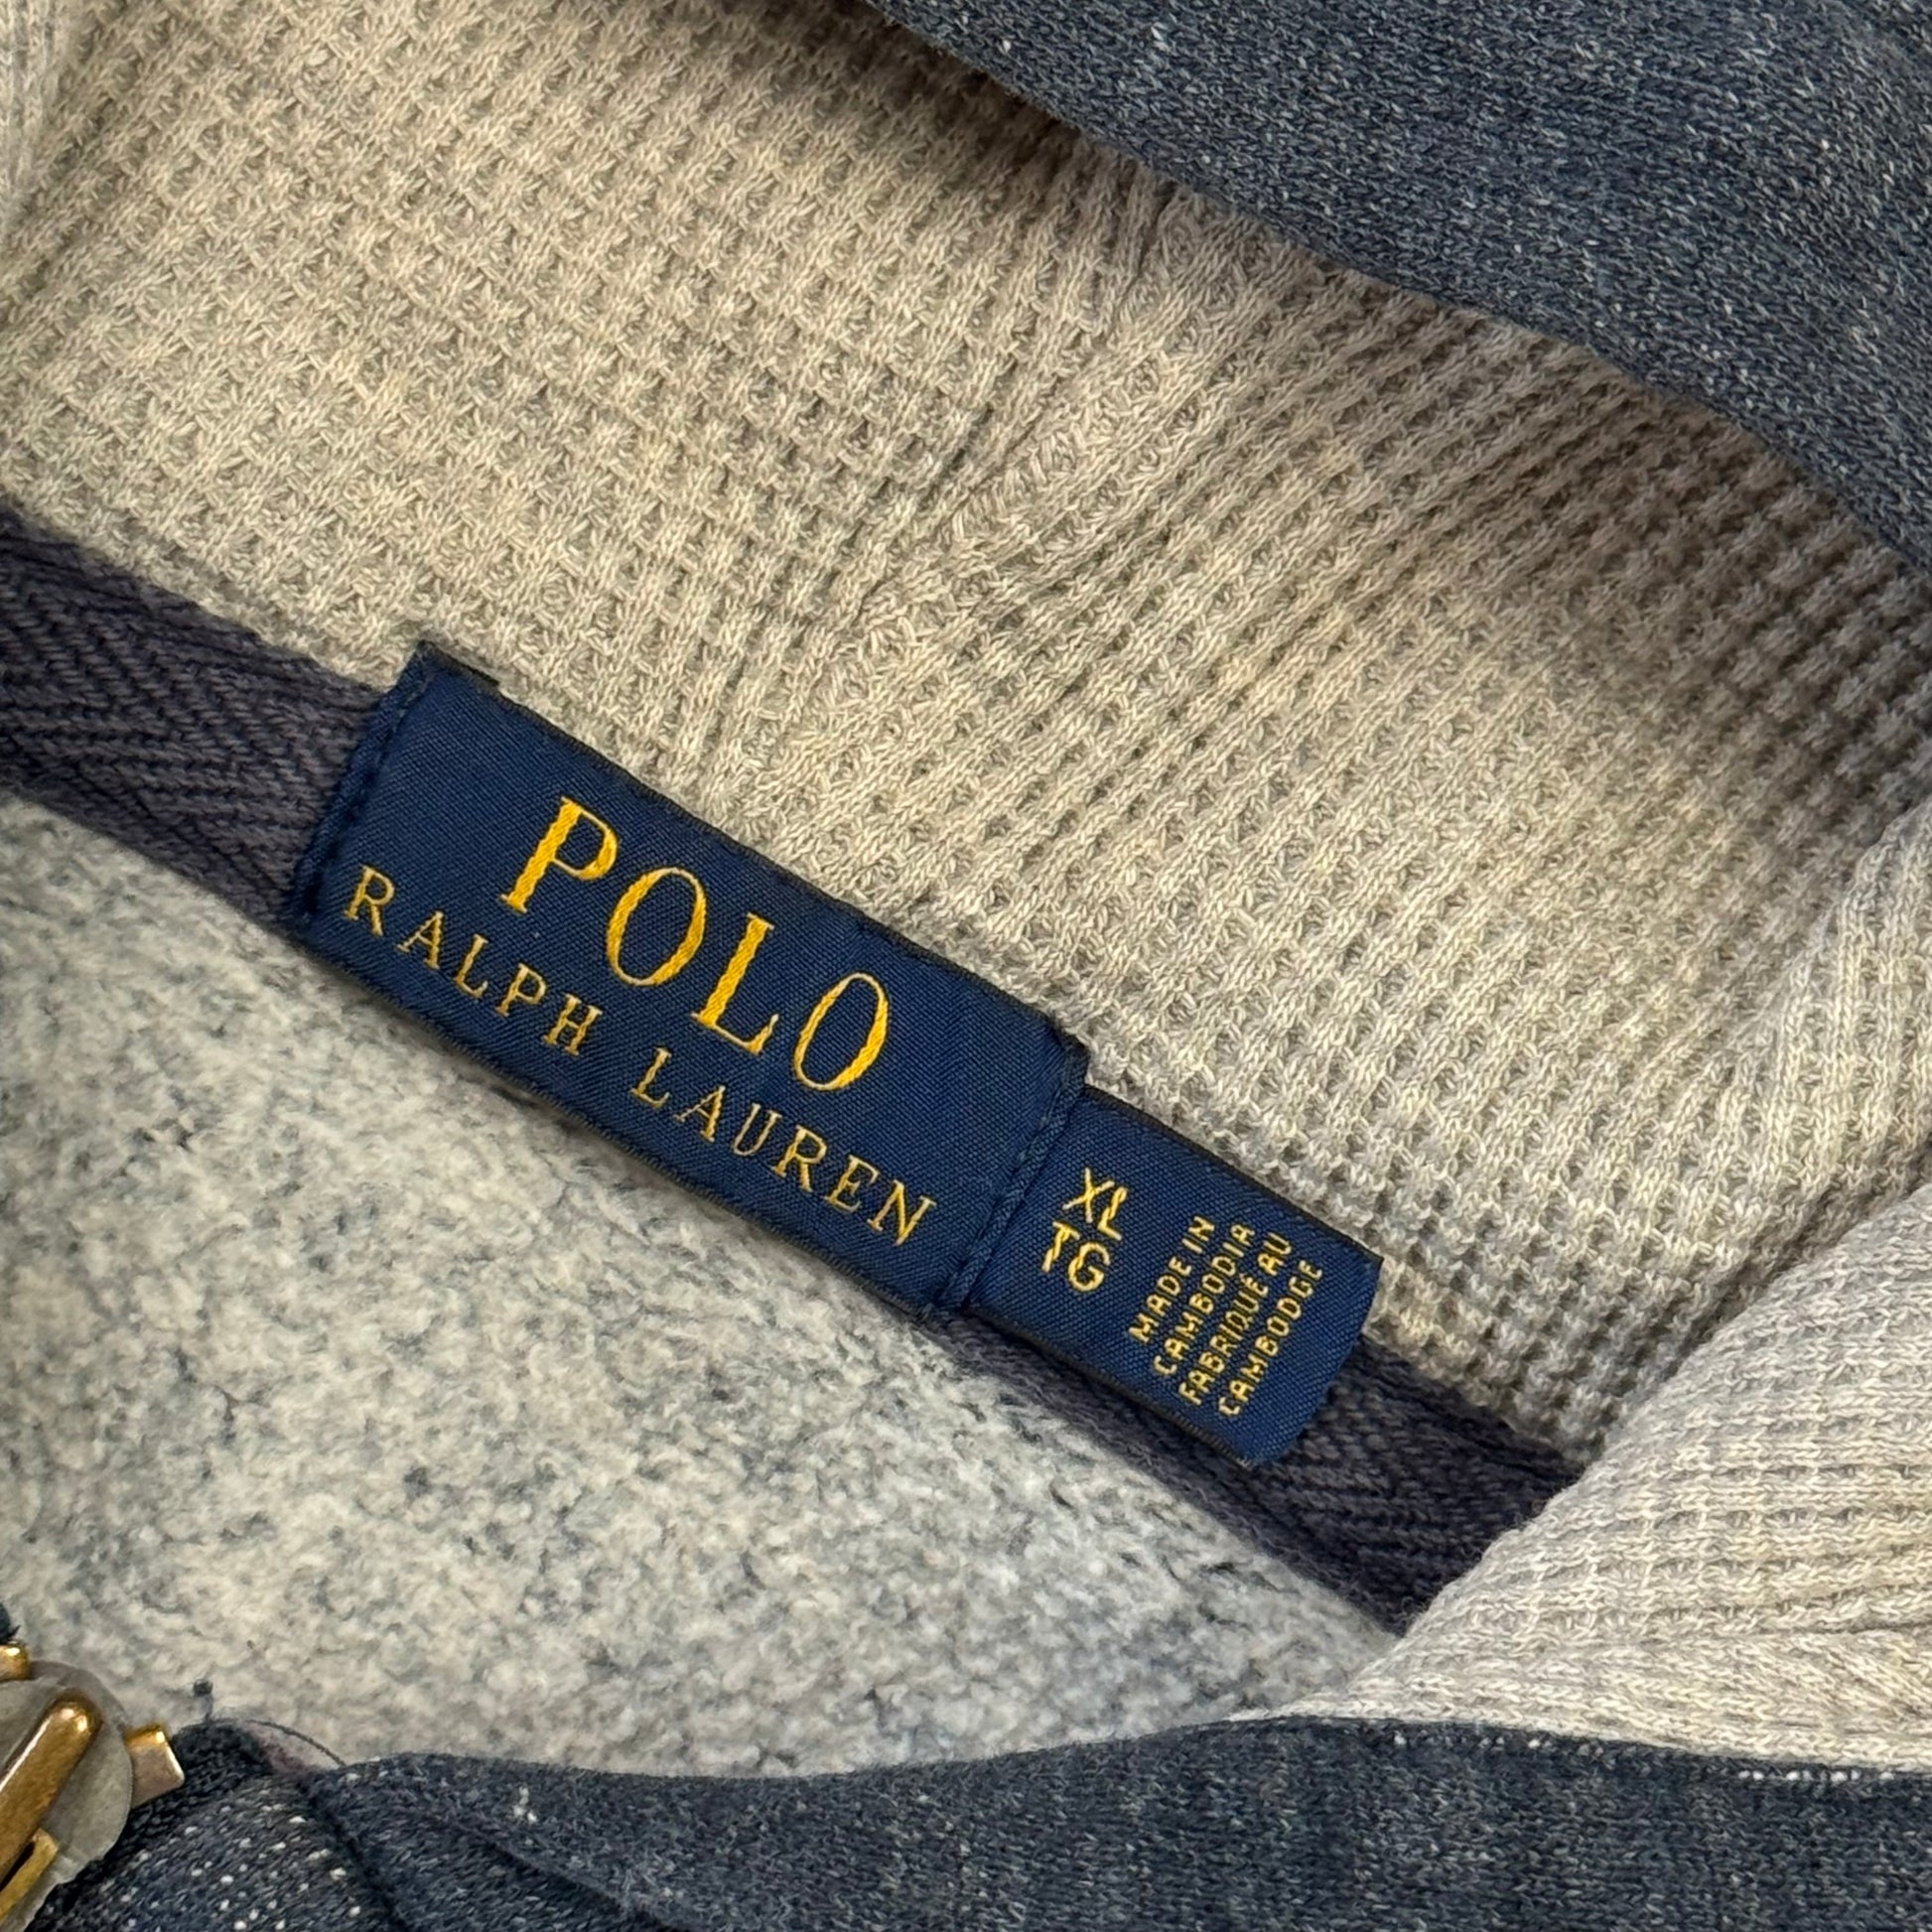 POLO
RALPH LAUREN
XL
TG
MADE IN
CAMBODIA
FABRIQUÉ AU
CAMBODGE